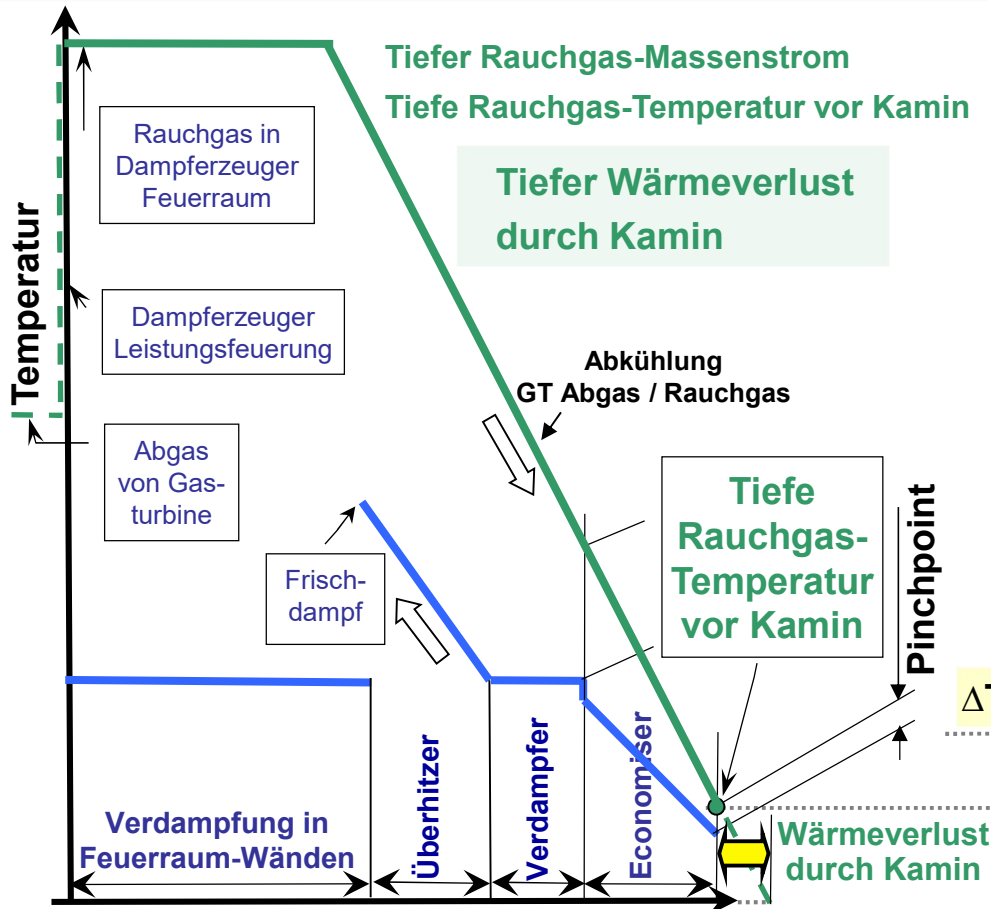 Tiefer Rauchgas-Massenstrom
Tiefe Rauchgas-Temperatur vor Kamin
Tiefer Wärmeverlust
durch Kamin
Temperatur
Rauchgas in
Dampferzeuger
Feuerraum
Dampferzeuger
Leistungsfeuerung
Abkühlung
GT Abgas / Rauchgas
Abgas
von Gas-
turbine
Tiefe
Rauchgas-
Temperatur
vor Kamin
Pinchpoint
Frisch-
dampf
Überhitzer
Verdampfer
Economiser
Verdampfung in
Feuerraum-Wänden
Wärmeverlust
durch Kamin